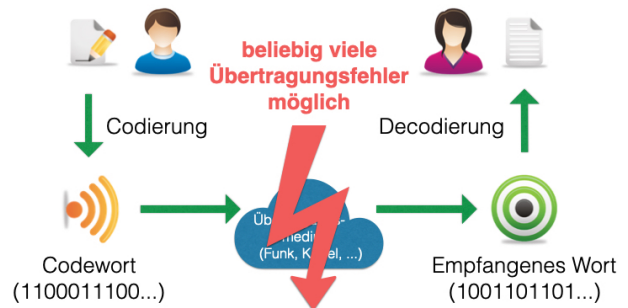 beliebig viele
Übertragungsfehler
möglich
Codierung
Decodierung
(Funk, ...)
Codewort
(1100011100...)
Empfangenes Wort
(1001101101...)